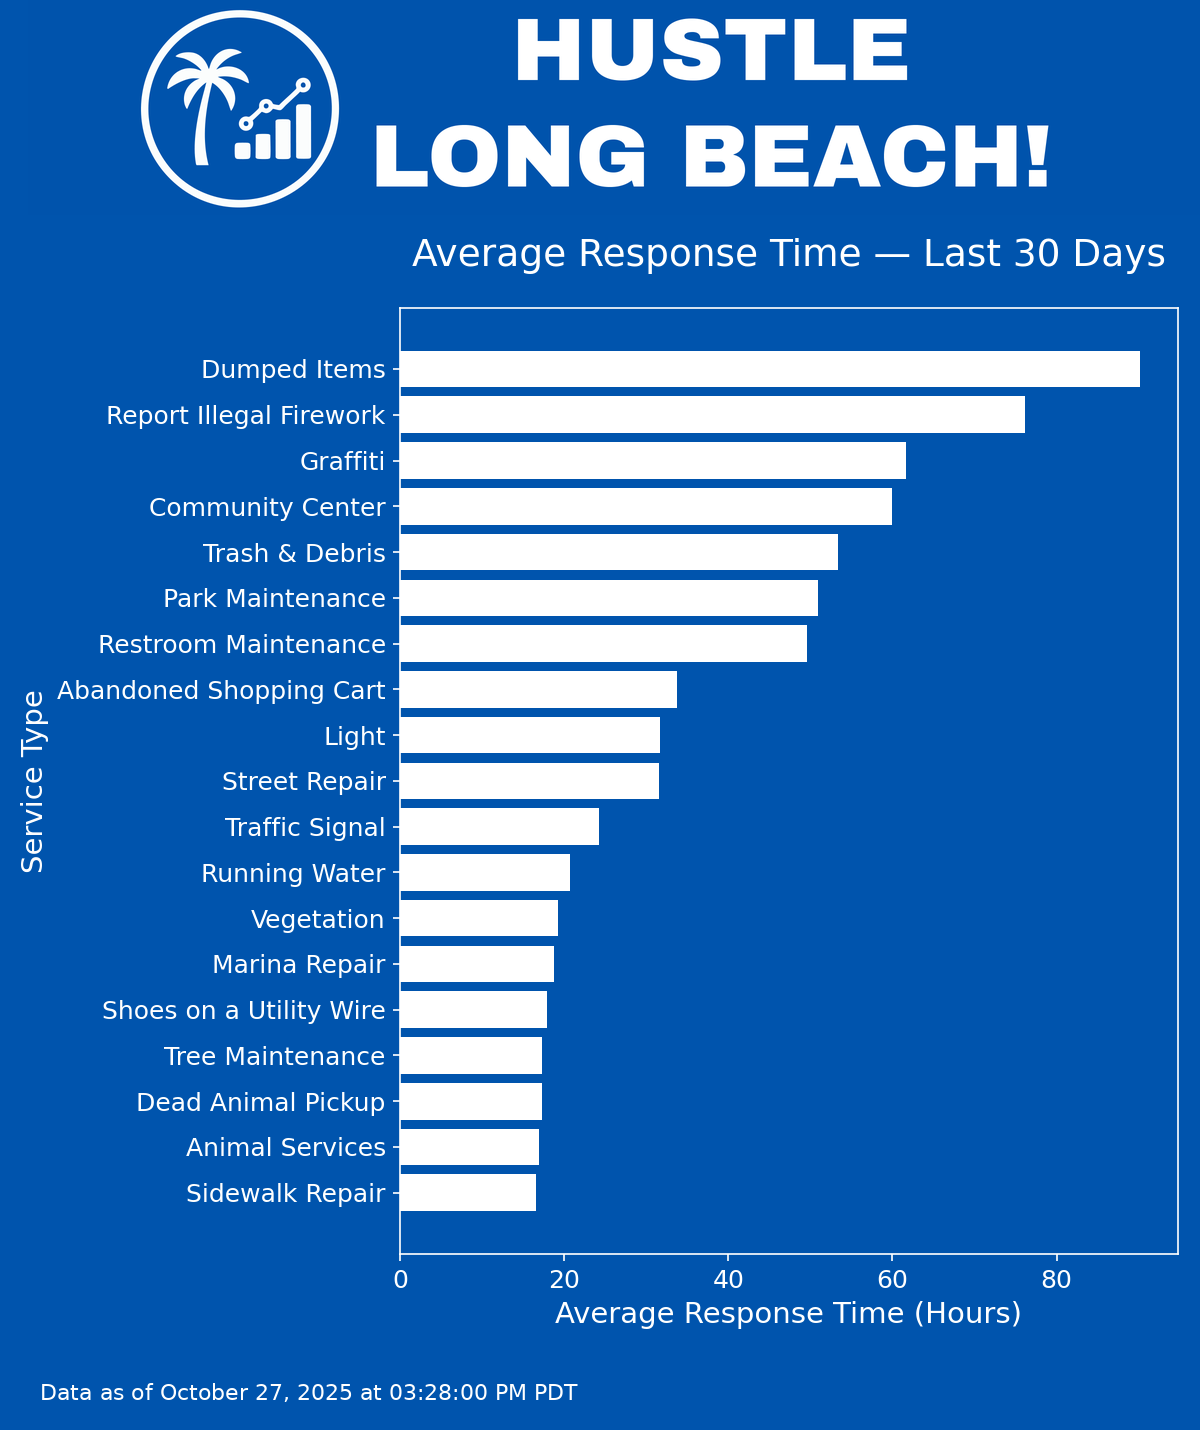 HUSTLE
LONG BEACH!
Average Response Time — Last 30 Days
Service Type
Dumped Items
Report Illegal Firework
Graffiti
Community Center
Trash & Debris
Park Maintenance
Restroom Maintenance
Abandoned Shopping Cart
Light
Street Repair
Traffic Signal
Running Water
Vegetation
Marina Repair
Shoes on a Utility Wire
Tree Maintenance
Dead Animal Pickup
Animal Services
Sidewalk Repair
0 20 40 60 80
Average Response Time (Hours)
Data as of October 27, 2025 at 03:28:00 PM PDT